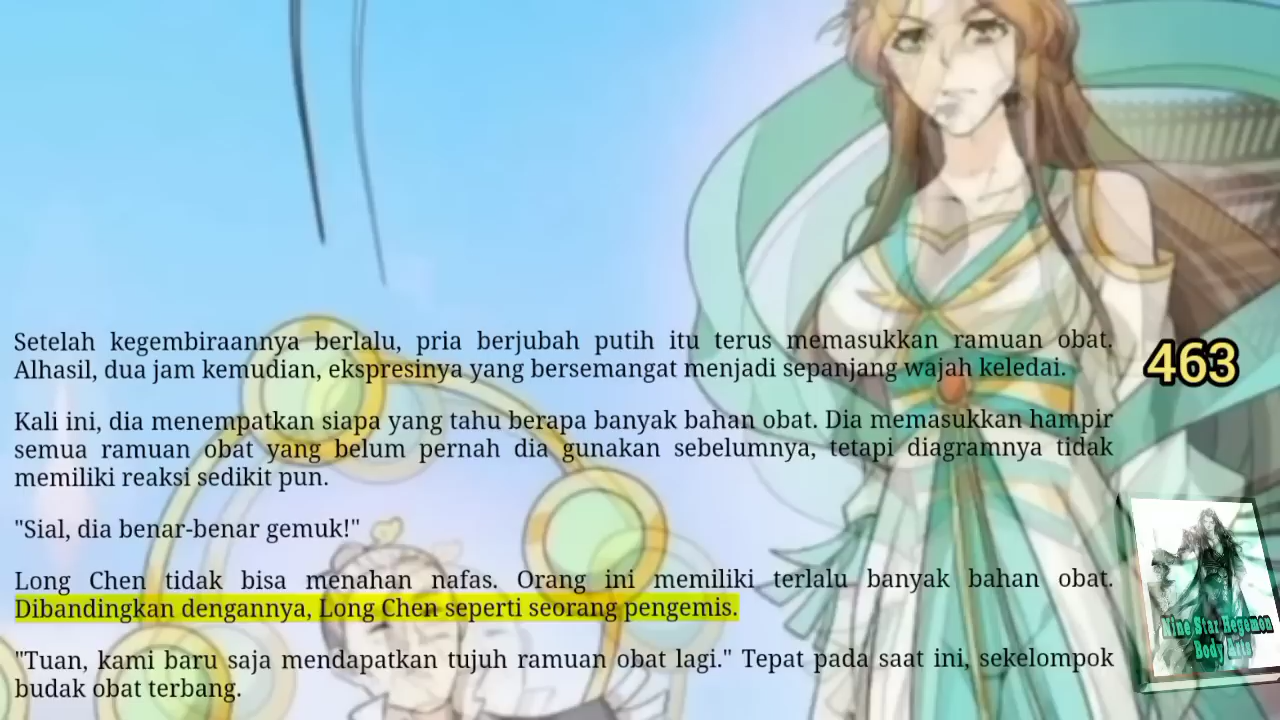 Setelah kegembiraannya berlalu, pria berjubah putih itu terus memasukkan ramuan obat.
Alhasil, dua jam kemudian, ekspresinya yang bersemangat menjadi sepanjang wajah keledai.
463
Kali ini, dia menempatkan siapa yang tahu berapa banyak bahan obat. Dia memasukkan hampir
semua ramuan obat yang belum pernah dia gunakan sebelumnya, tetapi diagramnya tidak
memiliki reaksi sedikit pun.
"Sial, dia benar-benar gemuk!"
Long Chen tidak bisa menahan nafas. Orang ini memiliki terlalu banyak bahan obat.
Dibandingkan dengannya, Long Chen seperti seorang pengemis.
"Tuan, kami baru saja mendapatkan tujuh ramuan obat lagi." Tepat pada saat ini, sekelompok
budak obat terbang.
Nine Star Hegemon
Body Arts